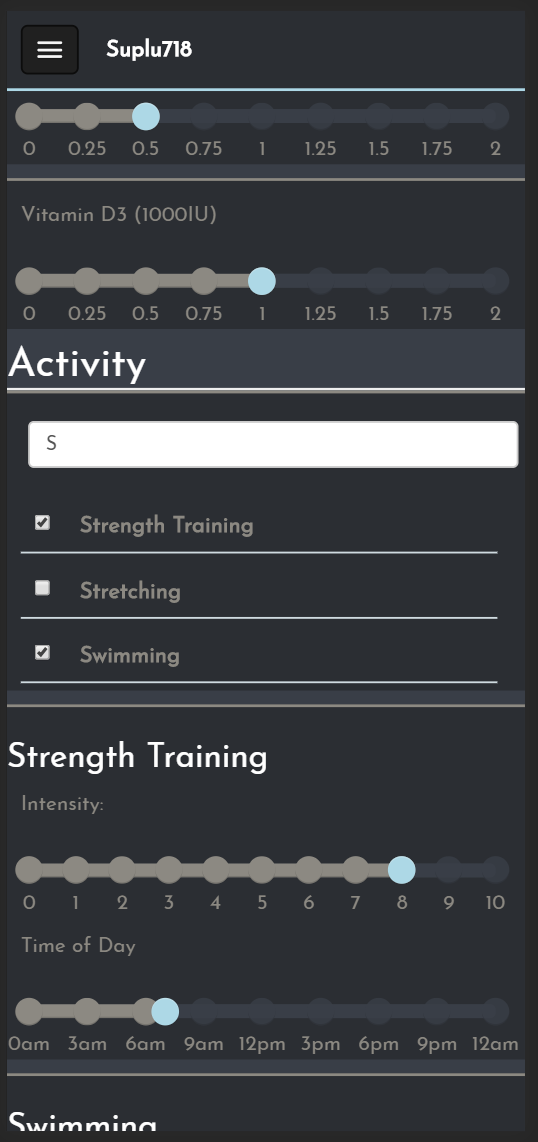 Suplu718
0 0.25 0.5 0.75 1 1.25 1.5 1.75 2
Vitamin D3 (1000IU)
0 0.25 0.5 0.75 1 1.25 1.5 1.75 2
Activity
S
Strength Training
Stretching
Swimming
Strength Training
Intensity:
0 1 2 3 4 5 6 7 8 9 10
Time of Day
0am 3am 6am 9am 12pm 3pm 6pm 9pm 12am
Swimming